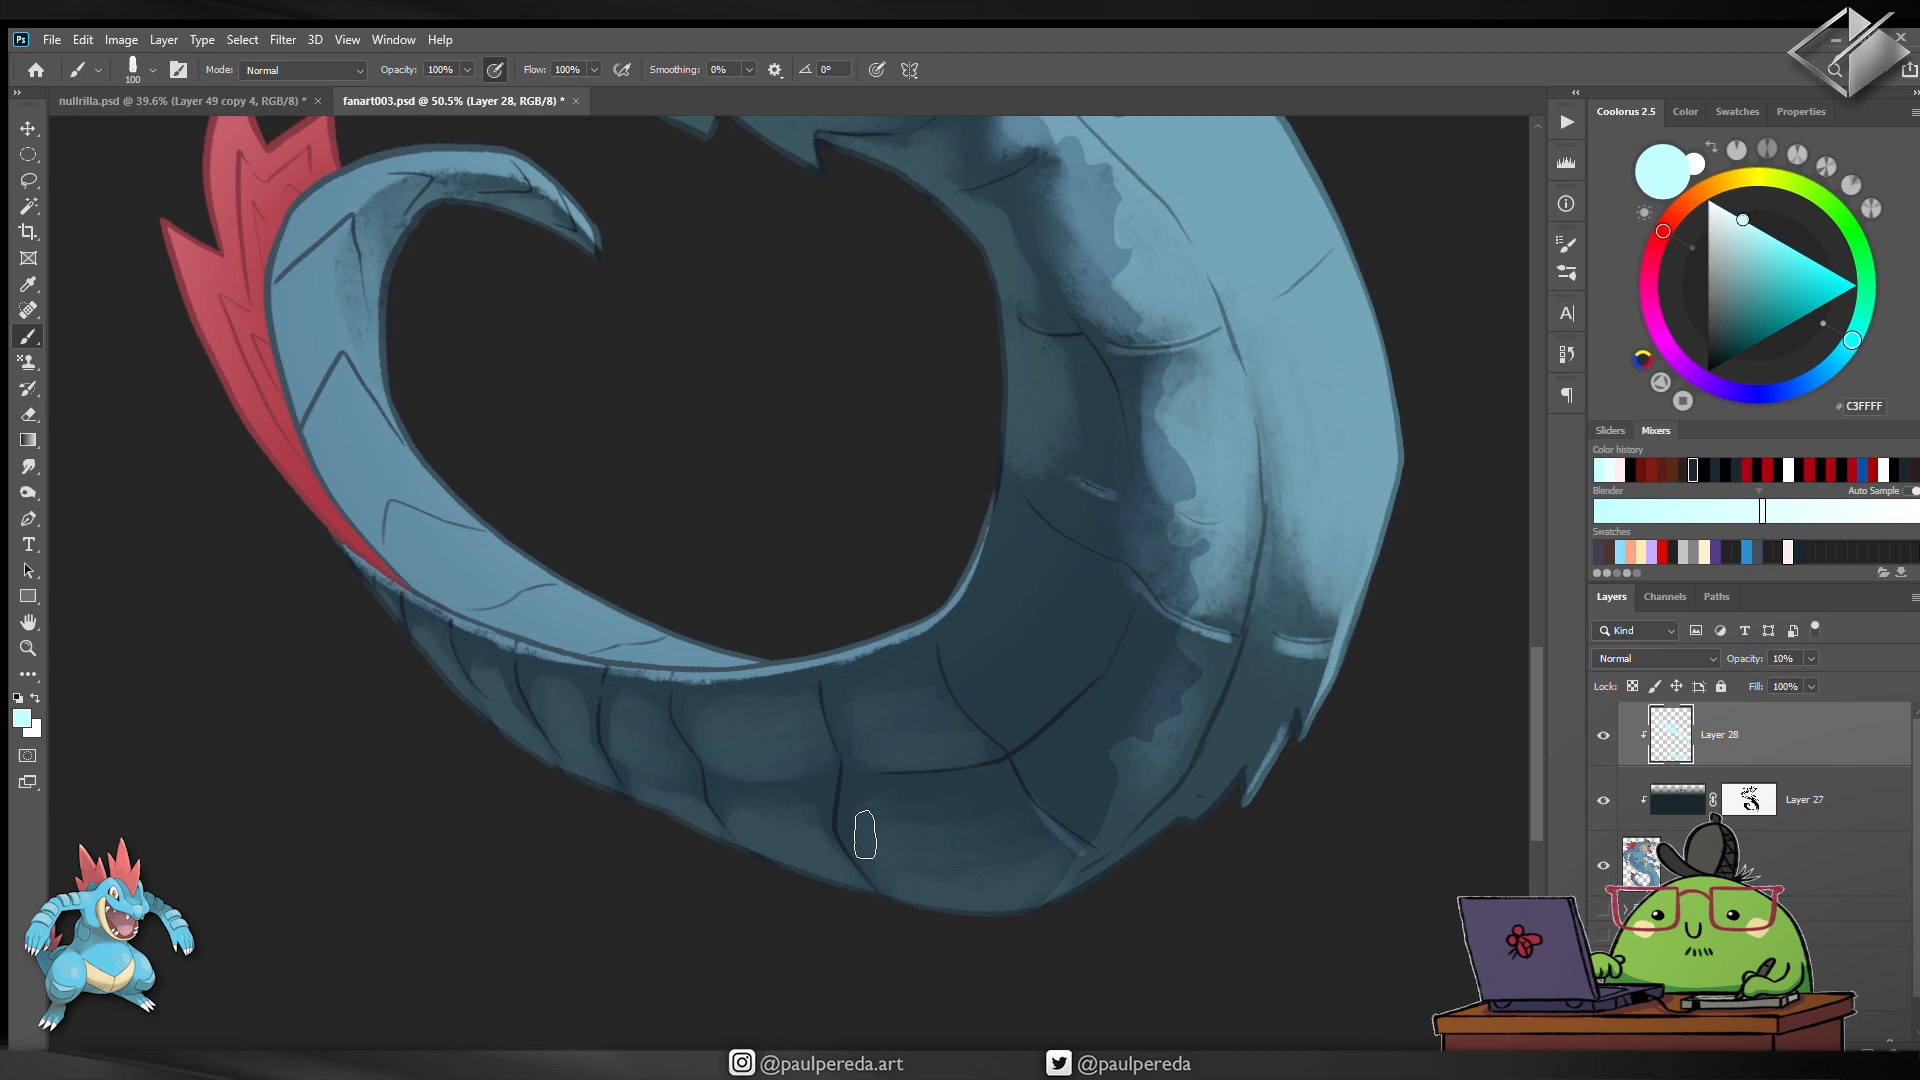 Ps File Edit Image Layer Type Select Filter 3D View Window Help
100 Mode: Normal Opacity: 100% Flow: 100% Smoothing: 0% 0°
nullrilla.psd @ 39.6% (Layer 49 copy 4, RGB/8) * × fanart003.psd @ 50.5% (Layer 28, RGB/8) * ×
Coolorus 2.5 Color Swatches Properties
# C3FFFF
Sliders Mixers
Color history
Blender Auto Sample
Swatches
Layers Channels Paths
Kind
Normal Opacity: 10%
Lock: Fill: 100%
Layer 28
Layer 27
@paulpereda.art @paulpereda